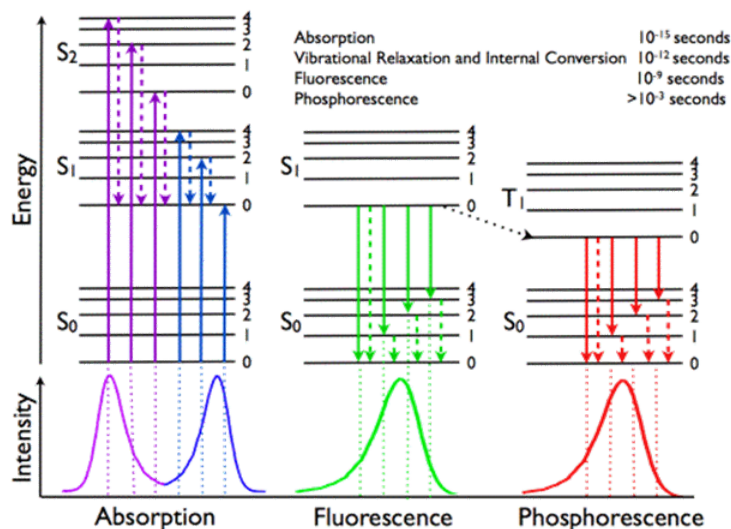 Absorption 10⁻¹⁵ seconds
Vibrational Relaxation and Internal Conversion 10⁻¹² seconds
Fluorescence 10⁻⁹ seconds
Phosphorescence >10⁻³ seconds
Energy
S₂
4
3
2
1
0
S₁
4
3
2
1
0
S₀
4
3
2
1
0
S₁
4
3
2
1
0
S₀
4
3
2
1
0
T₁
4
3
2
1
0
S₀
4
3
2
1
0
Intensity
Absorption
Fluorescence
Phosphorescence